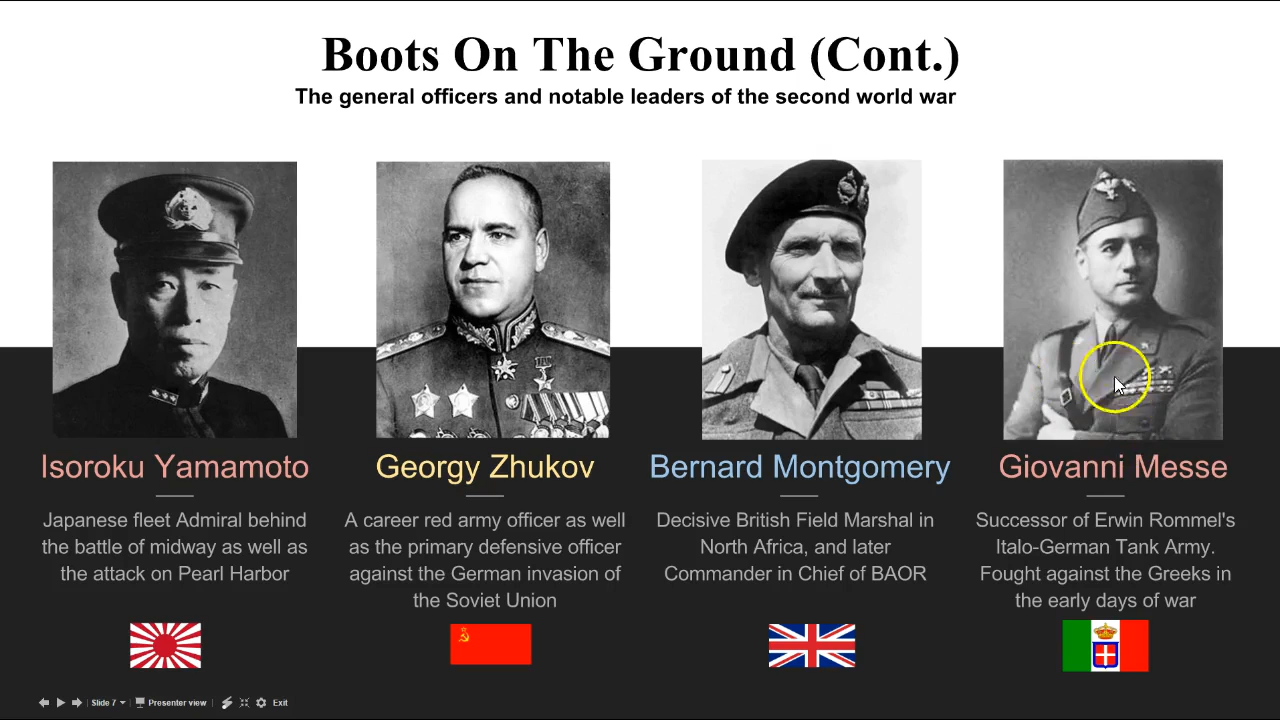 Boots On The Ground (Cont.)
The general officers and notable leaders of the second world war
Isoroku Yamamoto
Japanese fleet Admiral behind
the battle of midway as well as
the attack on Pearl Harbor
Georgy Zhukov
A career red army officer as well
as the primary defensive officer
against the German invasion of
the Soviet Union
Bernard Montgomery
Decisive British Field Marshal in
North Africa, and later
Commander in Chief of BAOR
Giovanni Messe
Successor of Erwin Rommel's
Italo-German Tank Army.
Fought against the Greeks in
the early days of war
Slide 7
Presenter view
Exit